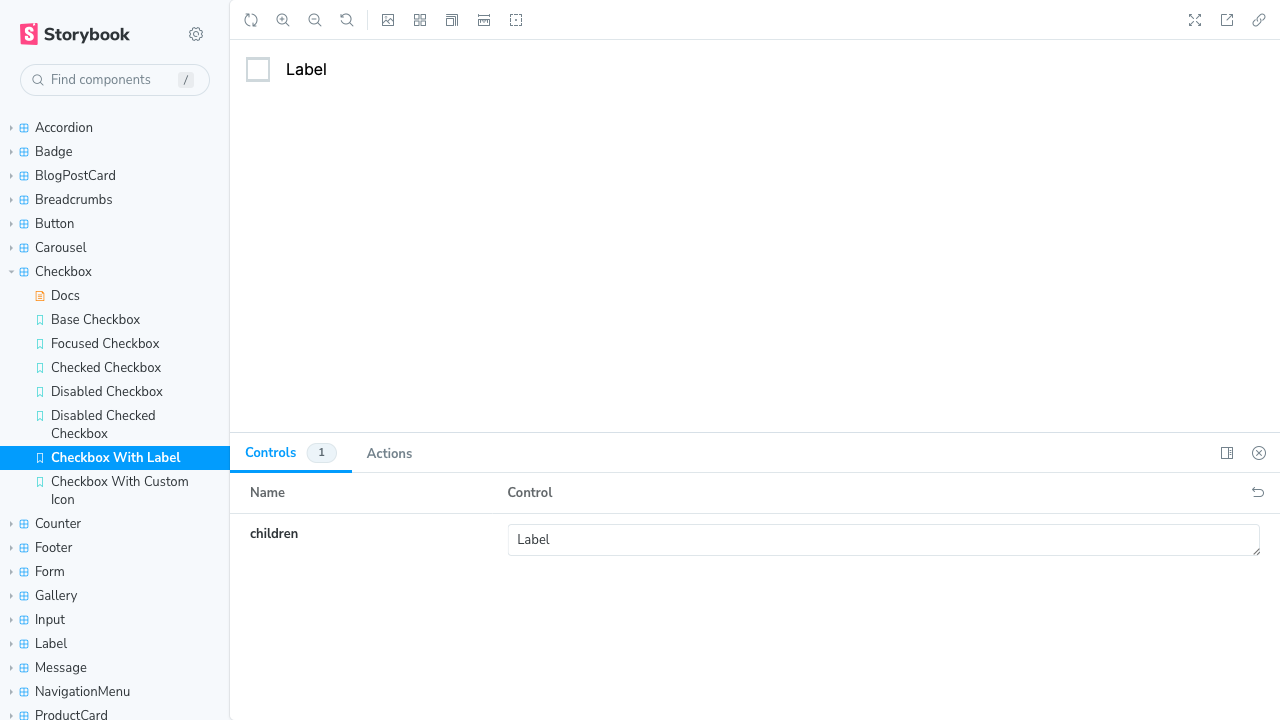 Storybook
Find components
/
Accordion
Badge
BlogPostCard
Breadcrumbs
Button
Carousel
Checkbox
Docs
Base Checkbox
Focused Checkbox
Checked Checkbox
Disabled Checkbox
Disabled Checked
Checkbox
Checkbox With Label
Checkbox With Custom
Icon
Counter
Footer
Form
Gallery
Input
Label
Message
NavigationMenu
ProductCard
Label
Controls 1 Actions
Name Control
children Label